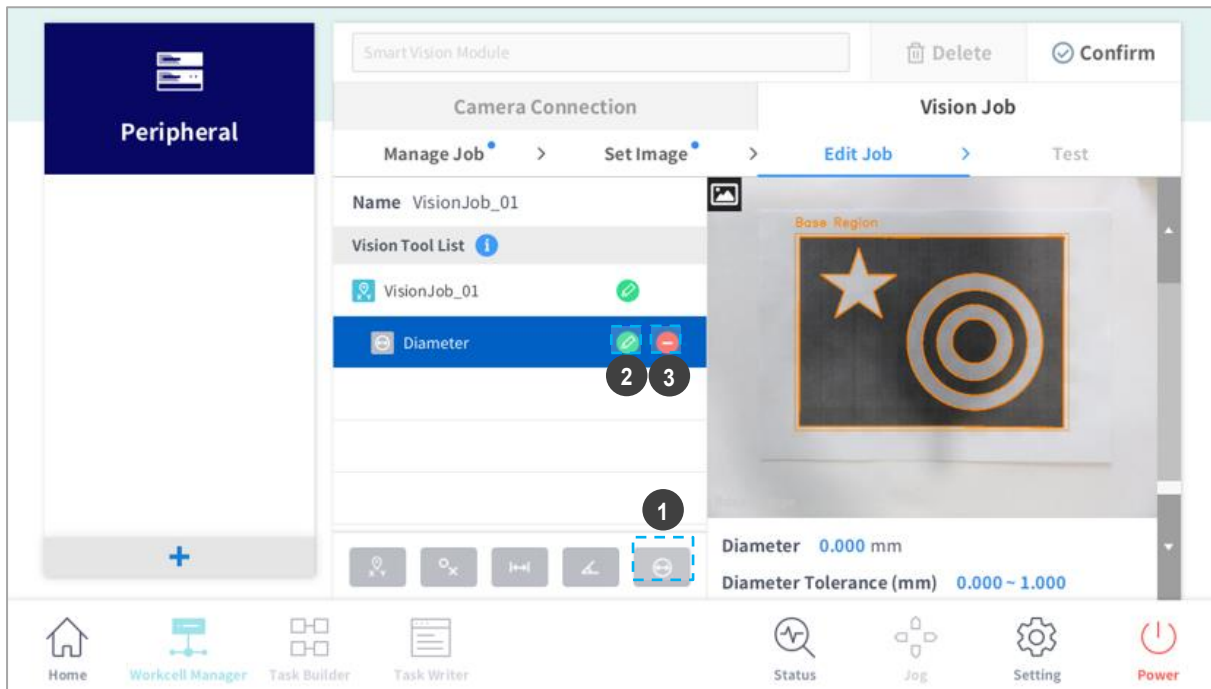 Peripheral
Smart Vision Module
Delete
Confirm
Camera Connection
Vision Job
Manage Job
>
Set Image
>
Edit Job
>
Test
Name VisionJob_01
Vision Tool List i
VisionJob_01
Diameter
2
3
1
Base Region
+
Diameter 0.000 mm
Diameter Tolerance (mm) 0.000 ~ 1.000
Home
Workcell Manager
Task Builder
Task Writer
Status
Jog
Setting
Power